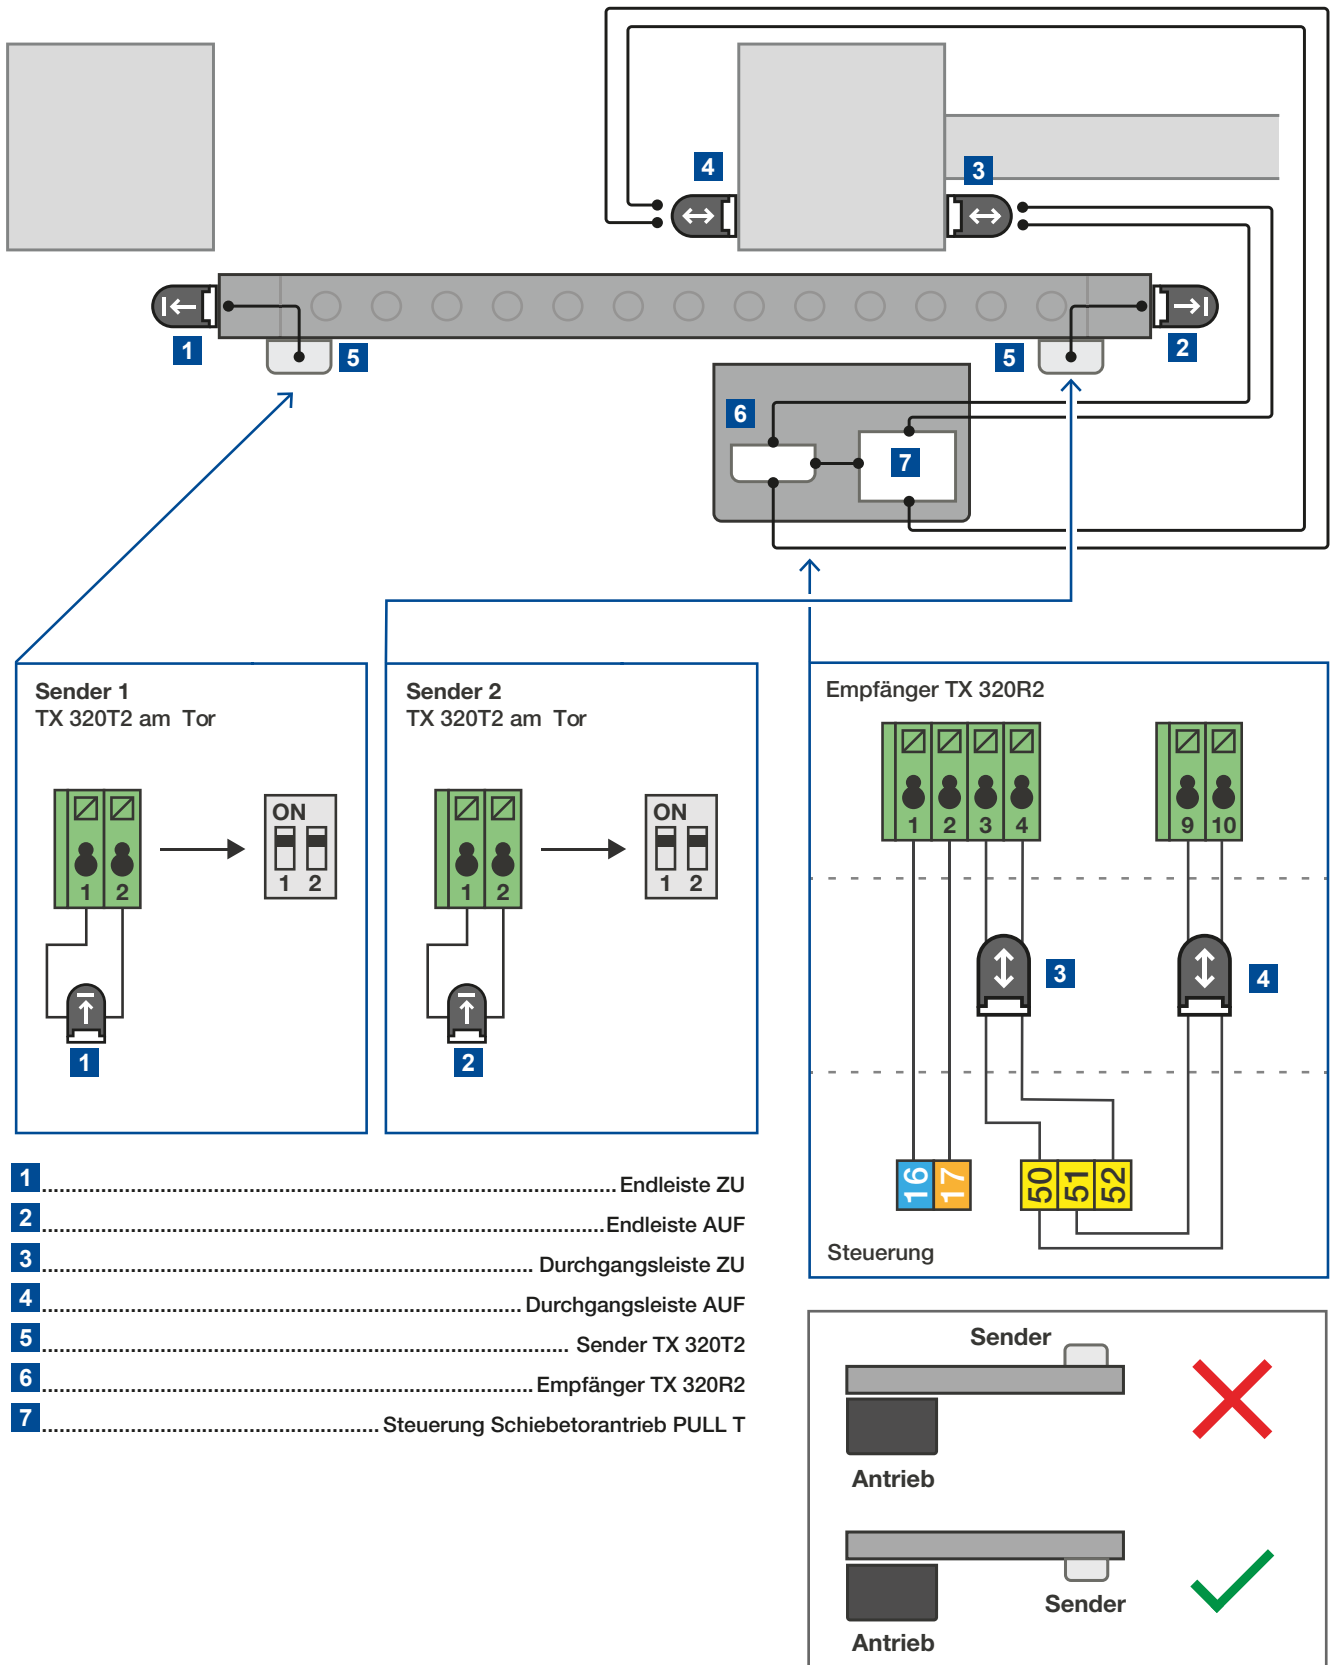 4
3
1
5
5
2
6
7
Sender 1
TX 320T2 am Tor
ON
1 2
1 2
1
Sender 2
TX 320T2 am Tor
ON
1 2
1 2
2
Empfänger TX 320R2
1 2 3 4
9 10
3
4
16 17
50 51 52
Steuerung
1 ........ Endleiste ZU
2 ........ Endleiste AUF
3 ........ Durchgangsleiste ZU
4 ........ Durchgangsleiste AUF
5 ........ Sender TX 320T2
6 ........ Empfänger TX 320R2
7 ........ Steuerung Schiebetorantrieb PULL T
Sender
Antrieb
Sender
Antrieb